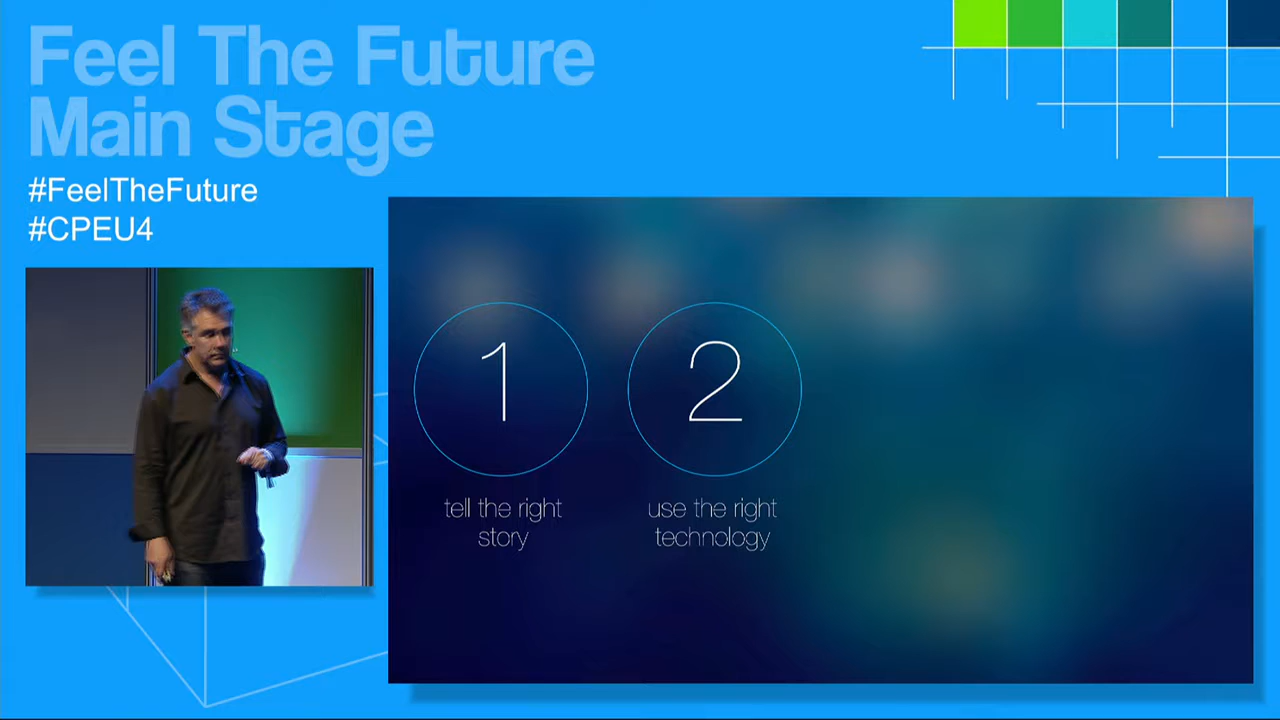 Feel The Future
Main Stage
#FeelTheFuture
#CPEU4
1
tell the right
story
2
use the right
technology